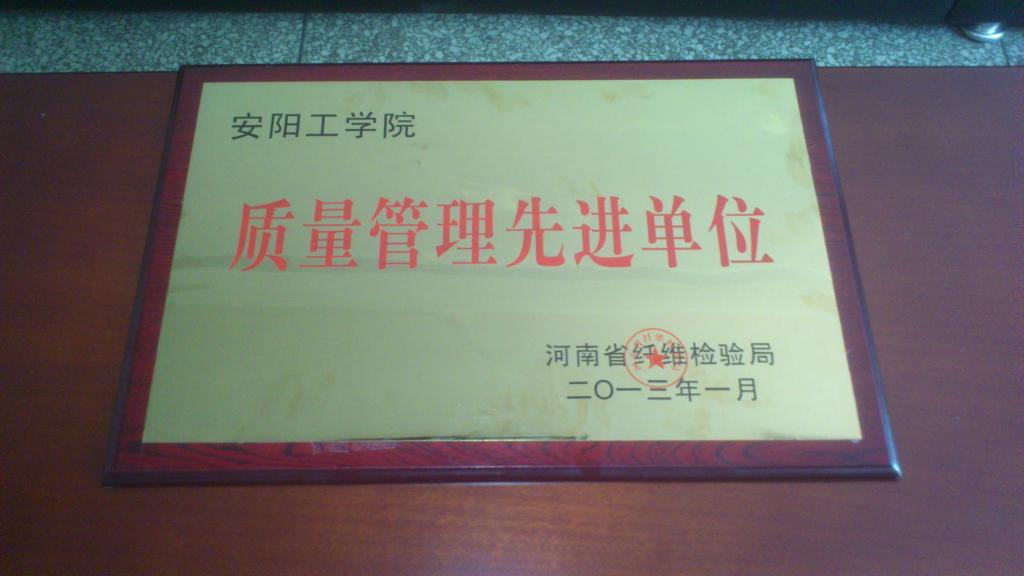 安阳工学院
质量管理先进单位
河南省纤维检验局
二〇一三年一月